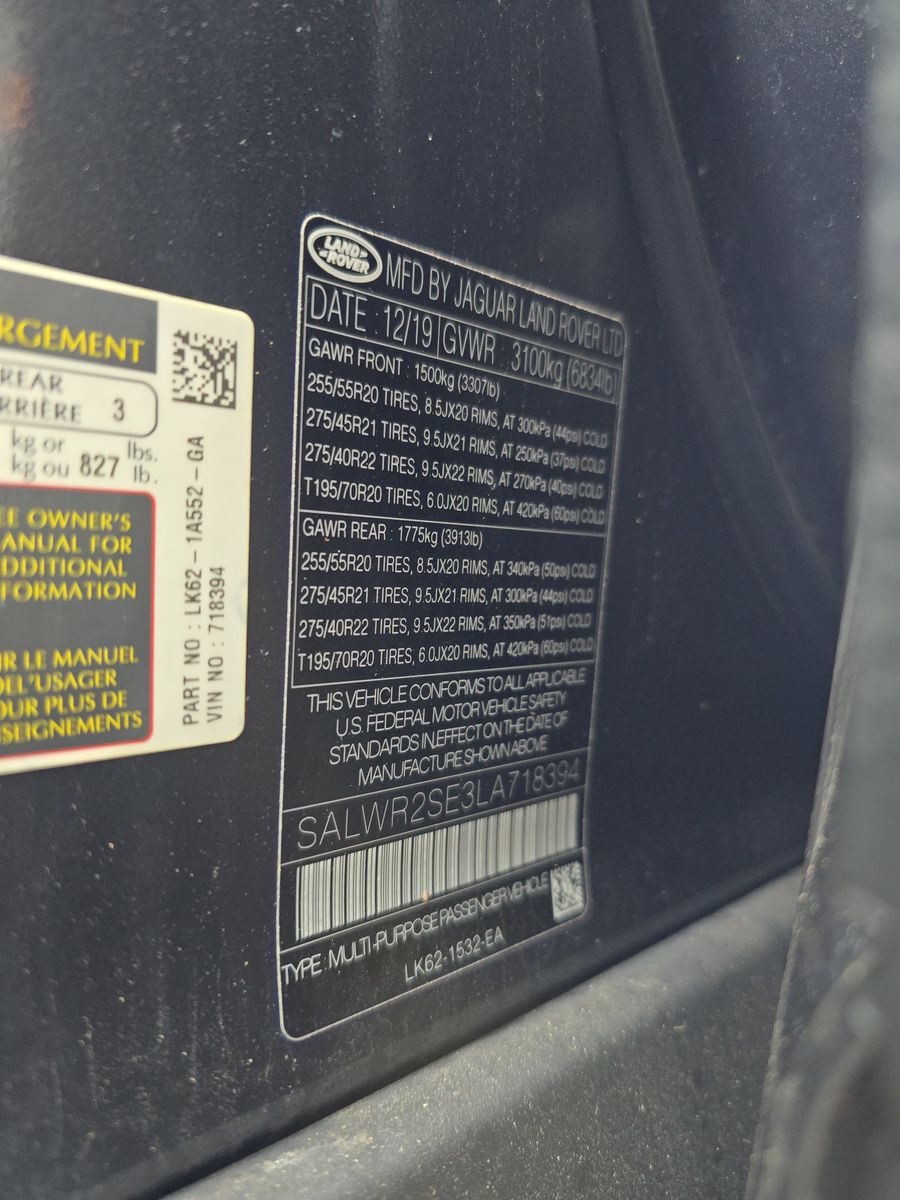 RGEMENT
REAR
RRIÈRE 3
kg or lbs.
kg ou 827 lb.
EE OWNER'S
ANUAL FOR
DDITIONAL
FORMATION
IR LE MANUEL
DEL'USAGER
OUR PLUS DE
NSEIGNEMENTS
PART NO : LK62-1A552-GA
VIN NO : 718394
LAND ROVER
MFD BY JAGUAR LAND ROVER LTD
DATE : 12/19 GVWR : 3100kg (6834lb)
GAWR FRONT : 1500kg (3307lb)
255/55R20 TIRES, 8.5JX20 RIMS, AT 300kPa (44psi) COLD
275/45R21 TIRES, 9.5JX21 RIMS, AT 250kPa (37psi) COLD
275/40R22 TIRES, 9.5JX22 RIMS, AT 270kPa (40psi) COLD
T195/70R20 TIRES, 6.0JX20 RIMS, AT 420kPa (60psi) COLD
GAWR REAR : 1775kg (3913lb)
255/55R20 TIRES, 8.5JX20 RIMS, AT 340kPa (50psi) COLD
275/45R21 TIRES, 9.5JX21 RIMS, AT 300kPa (44psi) COLD
275/40R22 TIRES, 9.5JX22 RIMS, AT 350kPa (51psi) COLD
T195/70R20 TIRES, 6.0JX20 RIMS, AT 420kPa (60psi) COLD
THIS VEHICLE CONFORMS TO ALL APPLICABLE
U.S. FEDERAL MOTOR VEHICLE SAFETY
STANDARDS IN EFFECT ON THE DATE OF
MANUFACTURE SHOWN ABOVE
SALWR2SE3LA718394
TYPE : MULTI-PURPOSE PASSENGER VEHICLE
LK62-1532-EA